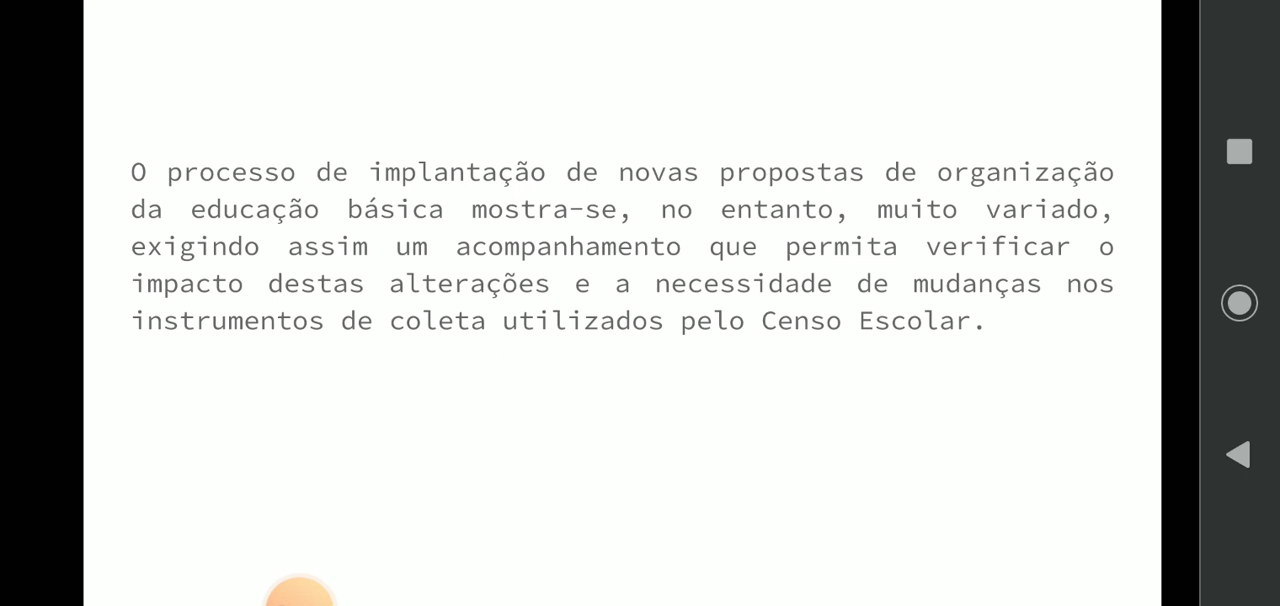 O processo de implantação de novas propostas de organização
da educação básica mostra-se, no entanto, muito variado,
exigindo assim um acompanhamento que permita verificar o
impacto destas alterações e a necessidade de mudanças nos
instrumentos de coleta utilizados pelo Censo Escolar.